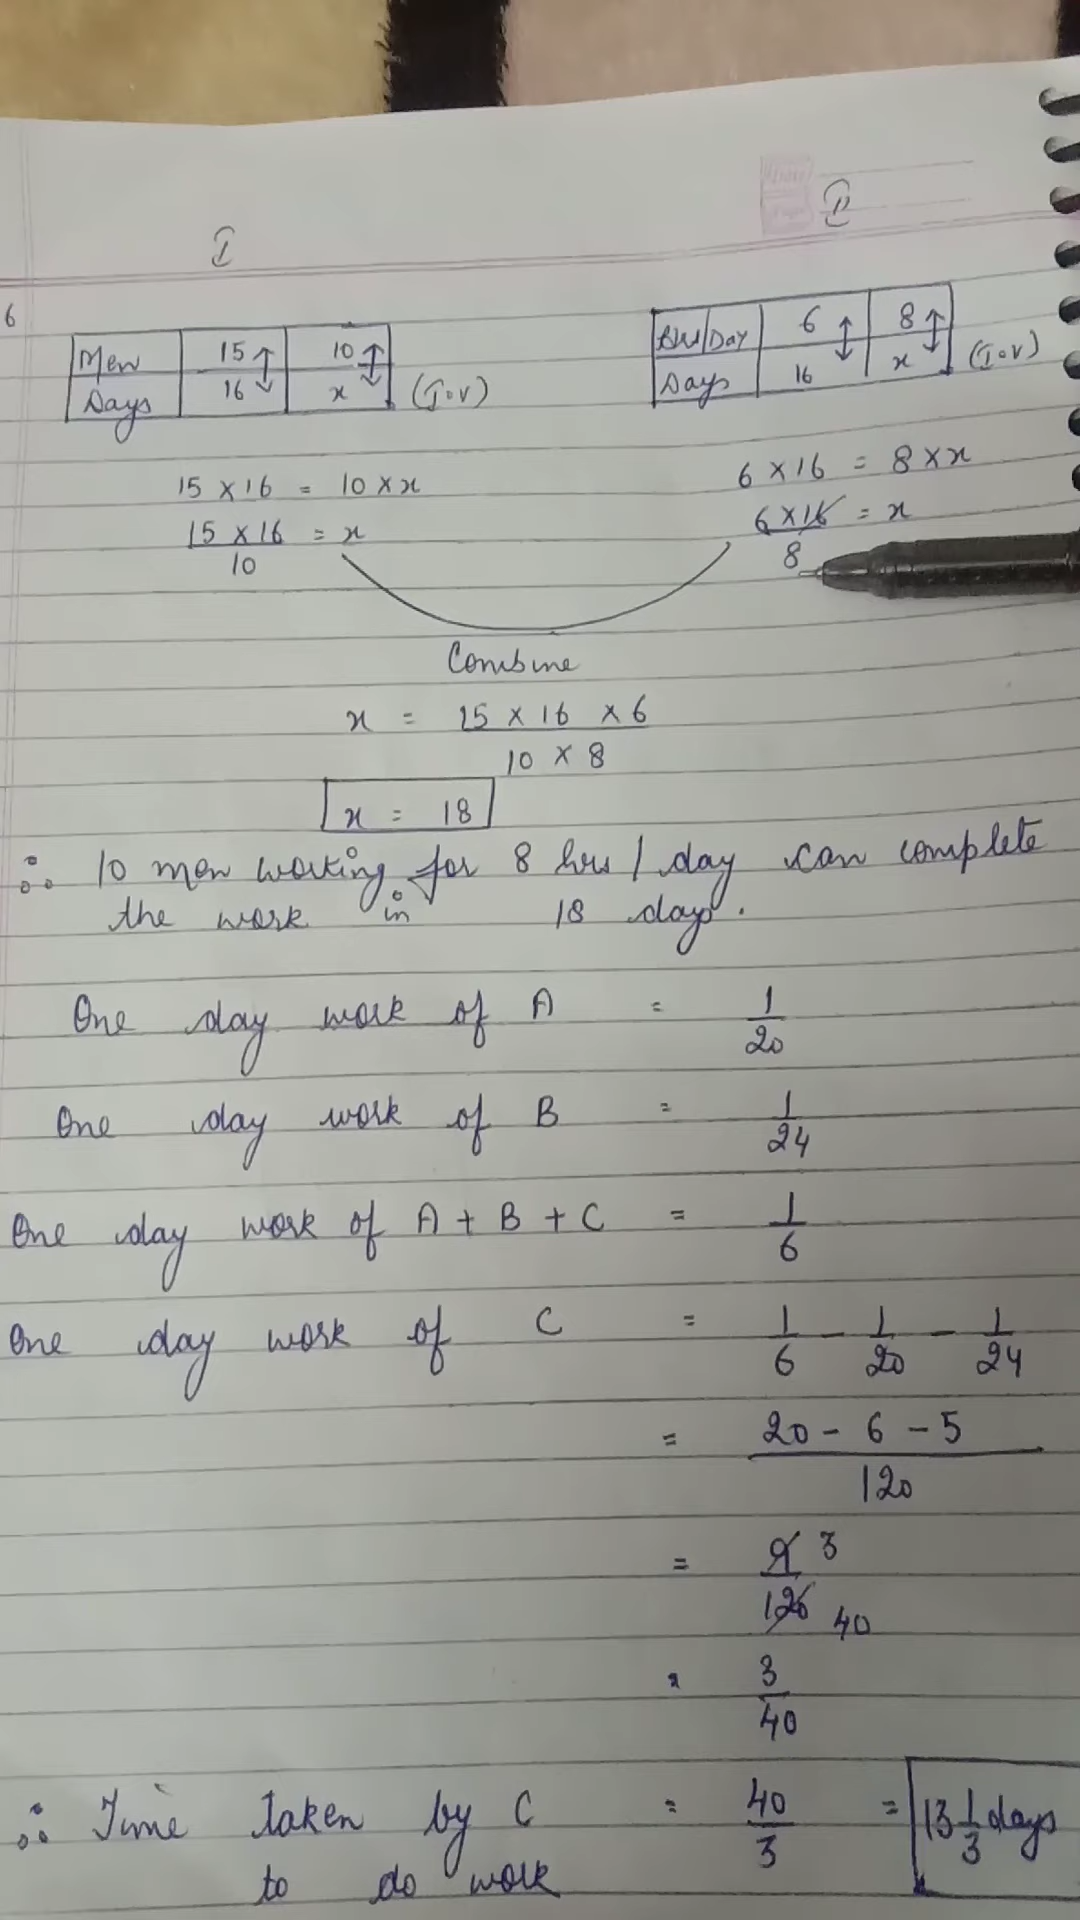 I
II
6
Men 15 10
Days 16 x (Inv)
Hrs/Day 6 8
Days 16 x (Inv)
15 × 16 = 10 × x
15 × 16 = x
10
6 × 16 = 8 × x
6 × 16 = x
8
Combine
x = 15 × 16 × 6
10 × 8
x = 18
∴ 10 men working for 8 hrs / day can complete
the work in 18 days.
One day work of A = 1/20
One day work of B = 1/24
One day work of A + B + C = 1/6
One day work of C = 1/6 - 1/20 - 1/24
= 20 - 6 - 5
120
= 9 3
120 40
= 3
40
∴ Time taken by C = 40/3 = 13 1/3 days
to do work